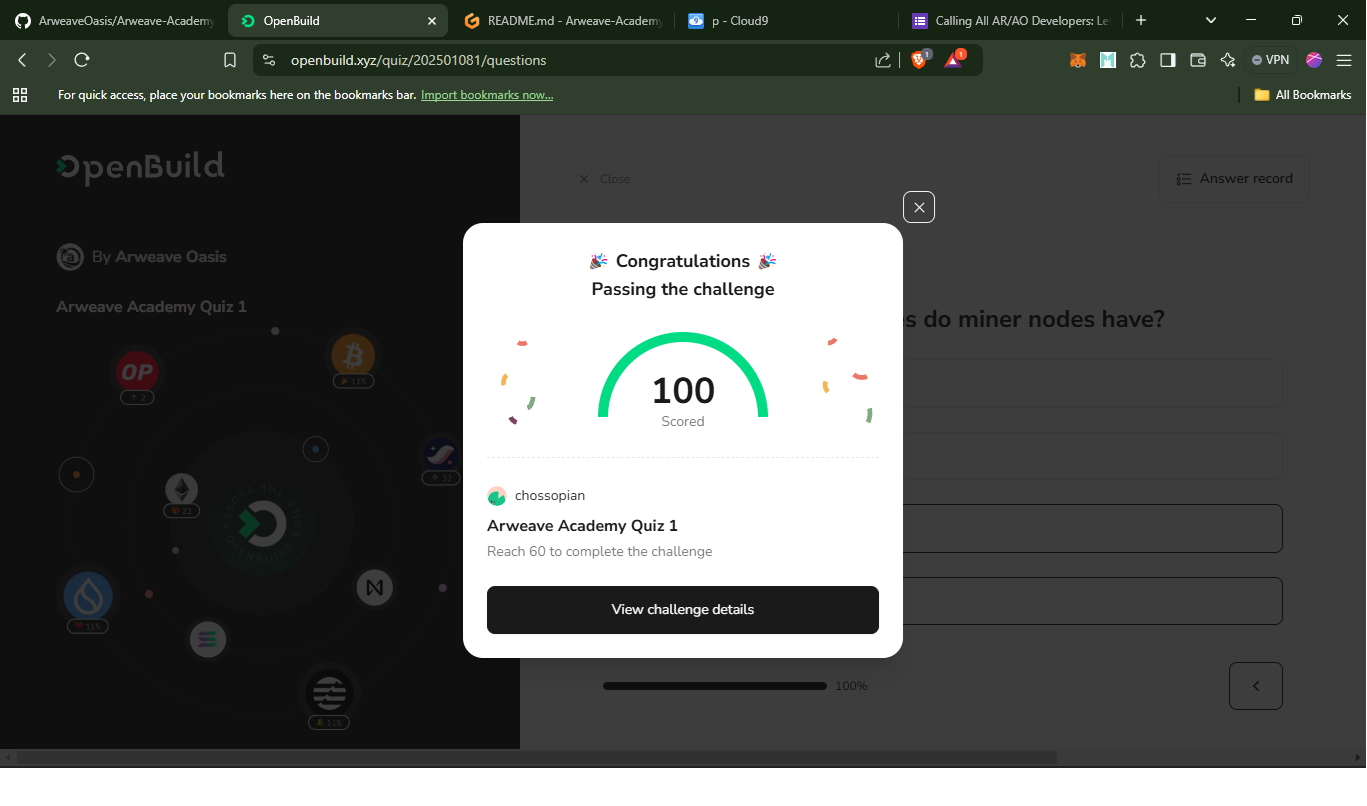 ArweaveOasis/Arweave-Academy
OpenBuild
README.md - Arweave-Academy
p - Cloud9
Calling All AR/AO Developers: Le
openbuild.xyz/quiz/202501081/questions
1
1
VPN
For quick access, place your bookmarks here on the bookmarks bar. Import bookmarks now...
All Bookmarks
OpenBuild
Close
Answer record
By Arweave Oasis
Arweave Academy Quiz 1
s do miner nodes have?
OP
2
115
32
22
115
115
🎉 Congratulations 🎉
Passing the challenge
100
Scored
chossopian
Arweave Academy Quiz 1
Reach 60 to complete the challenge
View challenge details
100%